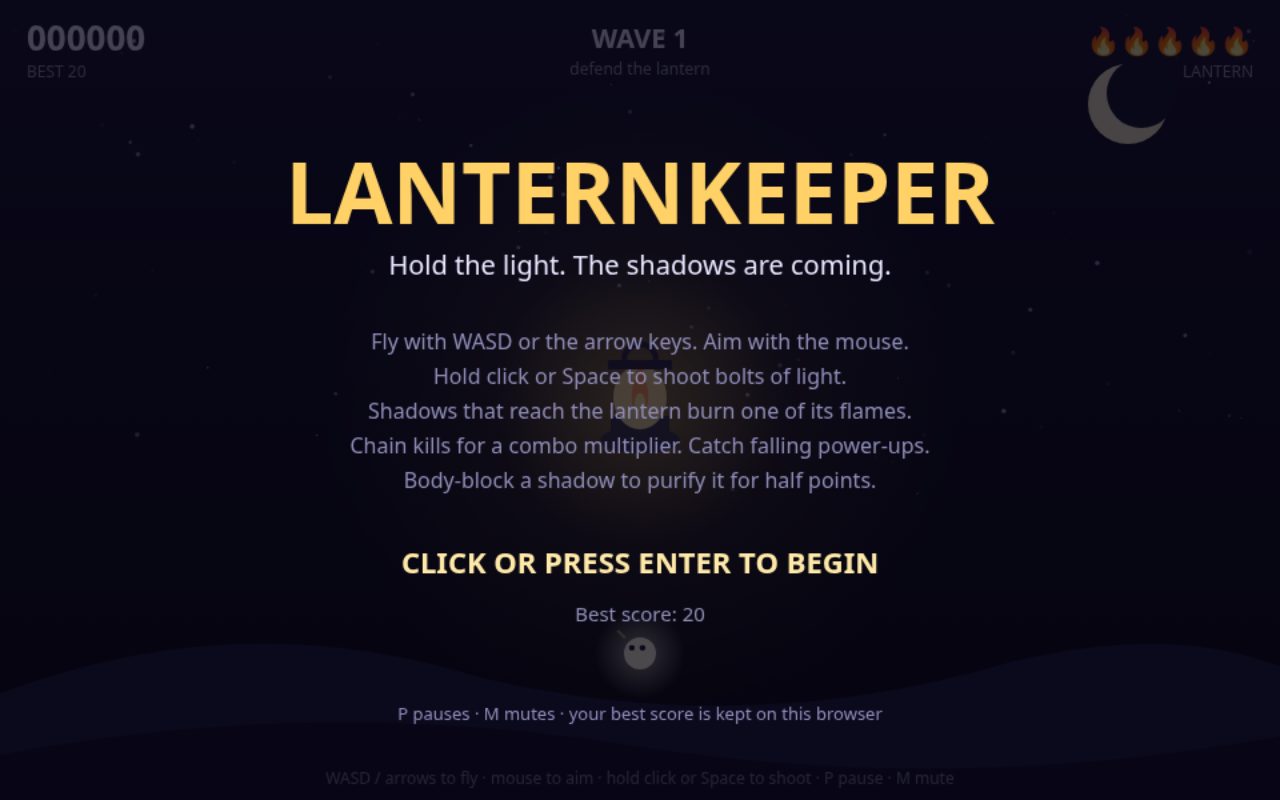 000000
BEST 20
WAVE 1
defend the lantern
LANTERN
LANTERNKEEPER
Hold the light. The shadows are coming.
Fly with WASD or the arrow keys. Aim with the mouse.
Hold click or Space to shoot bolts of light.
Shadows that reach the lantern burn one of its flames.
Chain kills for a combo multiplier. Catch falling power-ups.
Body-block a shadow to purify it for half points.
CLICK OR PRESS ENTER TO BEGIN
Best score: 20
P pauses · M mutes · your best score is kept on this browser
WASD / arrows to fly · mouse to aim · hold click or Space to shoot · P pause · M mute